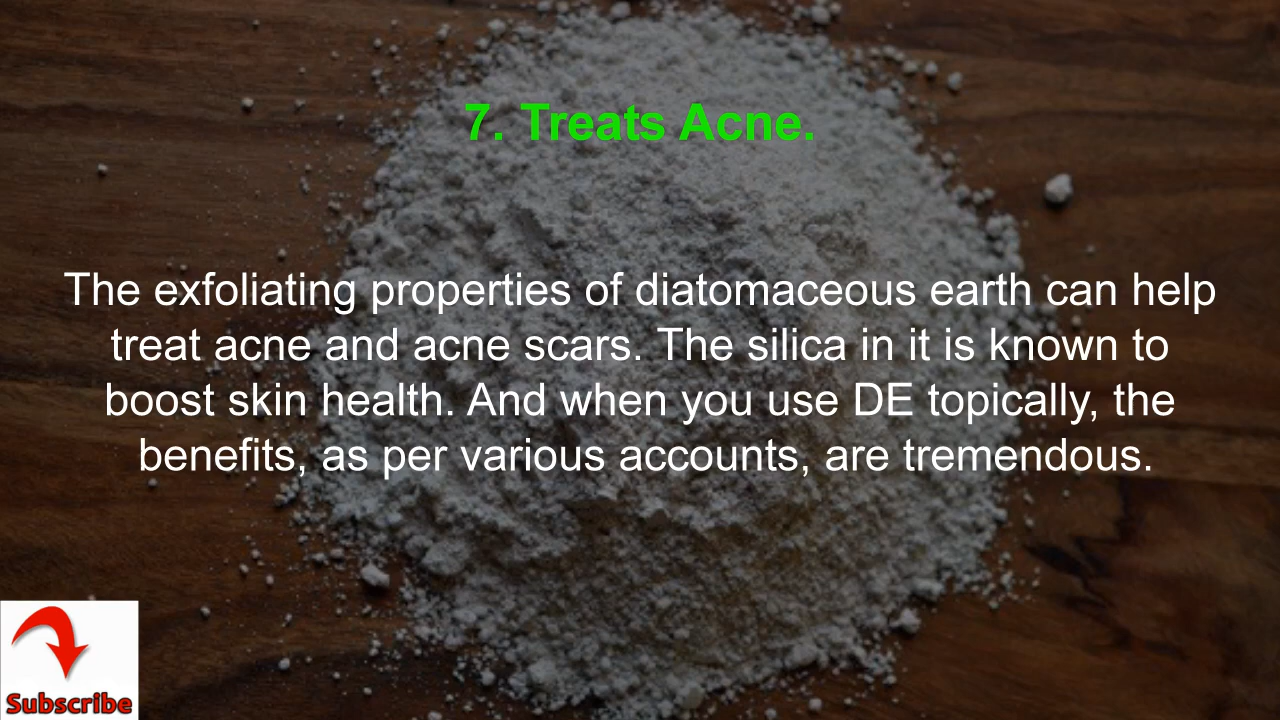 7. Treats Acne.
The exfoliating properties of diatomaceous earth can help
treat acne and acne scars. The silica in it is known to
boost skin health. And when you use DE topically, the
benefits, as per various accounts, are tremendous.
Subscribe